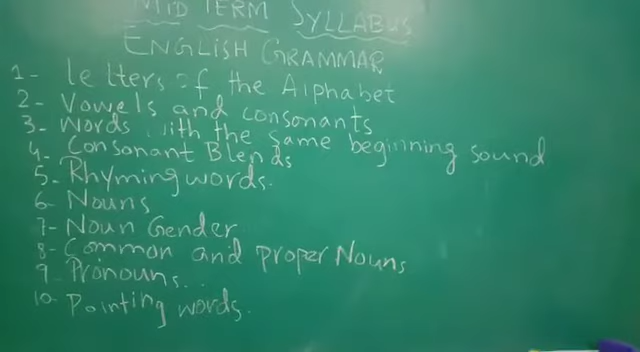 MID TERM SYLLABUS
ENGLISH GRAMMAR
1- letters of the Alphabet
2- Vowels and consonants
3- words with the same beginning sound
4- Consonant Blends
5- Rhyming words.
6- Nouns
7- Noun Gender
8- Common and proper Nouns
9- Pronouns..
10- Pointing words.